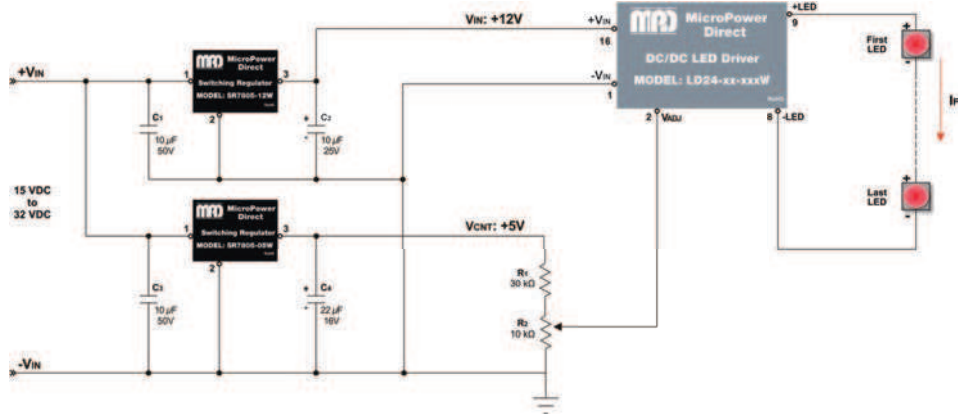 VIN: +12V
+VIN
16
MPD MicroPower
Direct
DC/DC LED Driver
MODEL: LD24-xx-xxxW
+LED
9
First
LED
+
-
IF
+VIN
1
MPD MicroPower
Direct
Switching Regulator
MODEL: SR7805-12W
3
2
-VIN
1
2 VADJ
8 -LED
C1
10 µF
50V
+
-
C2
10 µF
25V
15 VDC
to
32 VDC
1
MPD MicroPower
Direct
Switching Regulator
MODEL: SR7805-05W
3
2
VCNT: +5V
+
Last
LED
-
C3
10 µF
50V
+
-
C4
22 µF
16V
R1
30 kΩ
R2
10 kΩ
-VIN